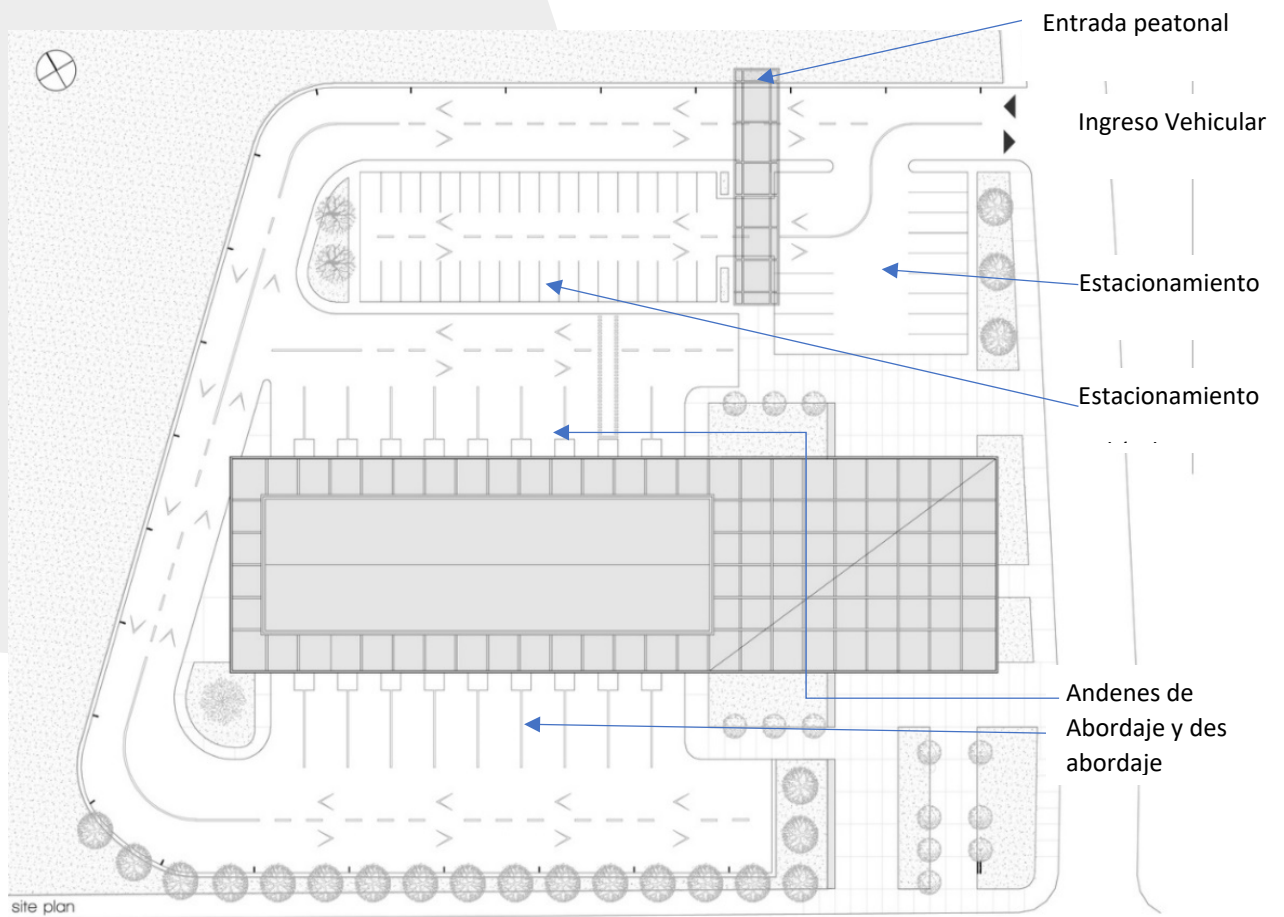 Entrada peatonal
Ingreso Vehicular
Estacionamiento
Estacionamiento
Andenes de
Abordaje y des
abordaje
site plan